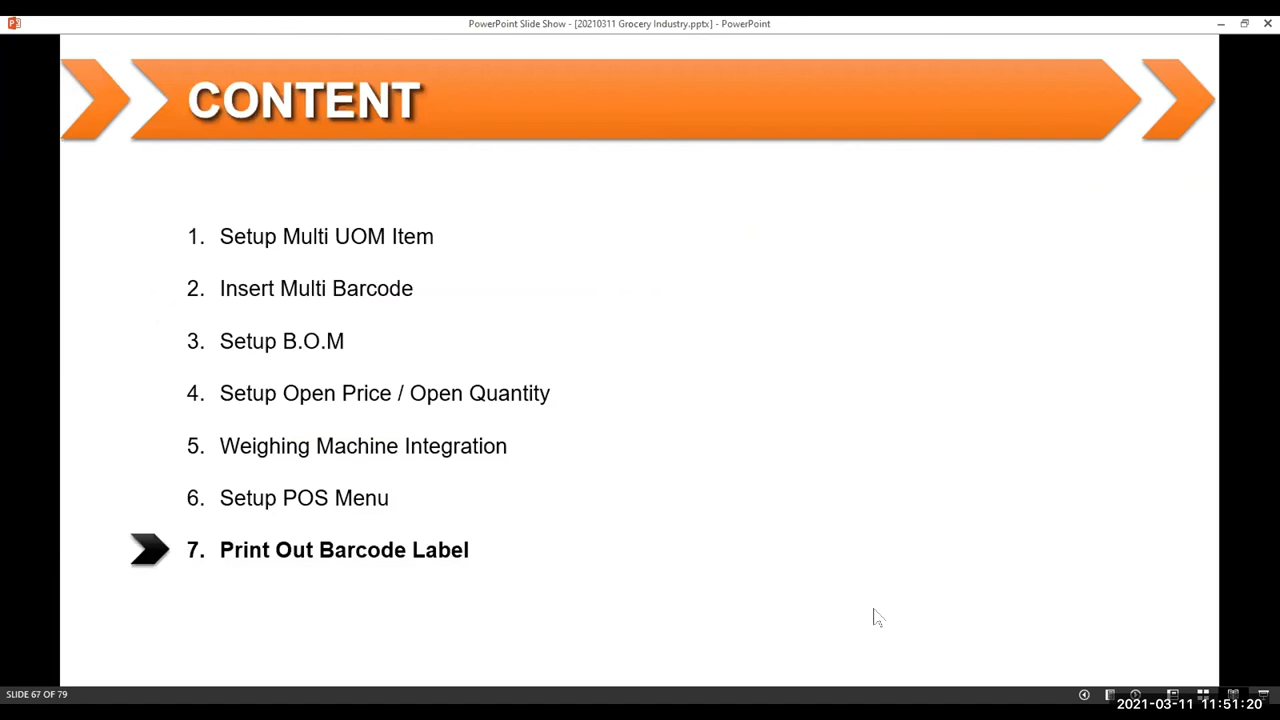 PowerPoint Slide Show - [20210311 Grocery Industry.pptx] - PowerPoint
CONTENT
1. Setup Multi UOM Item
2. Insert Multi Barcode
3. Setup B.O.M
4. Setup Open Price / Open Quantity
5. Weighing Machine Integration
6. Setup POS Menu
7. Print Out Barcode Label
SLIDE 67 OF 79
2021-03-11 11:51:20